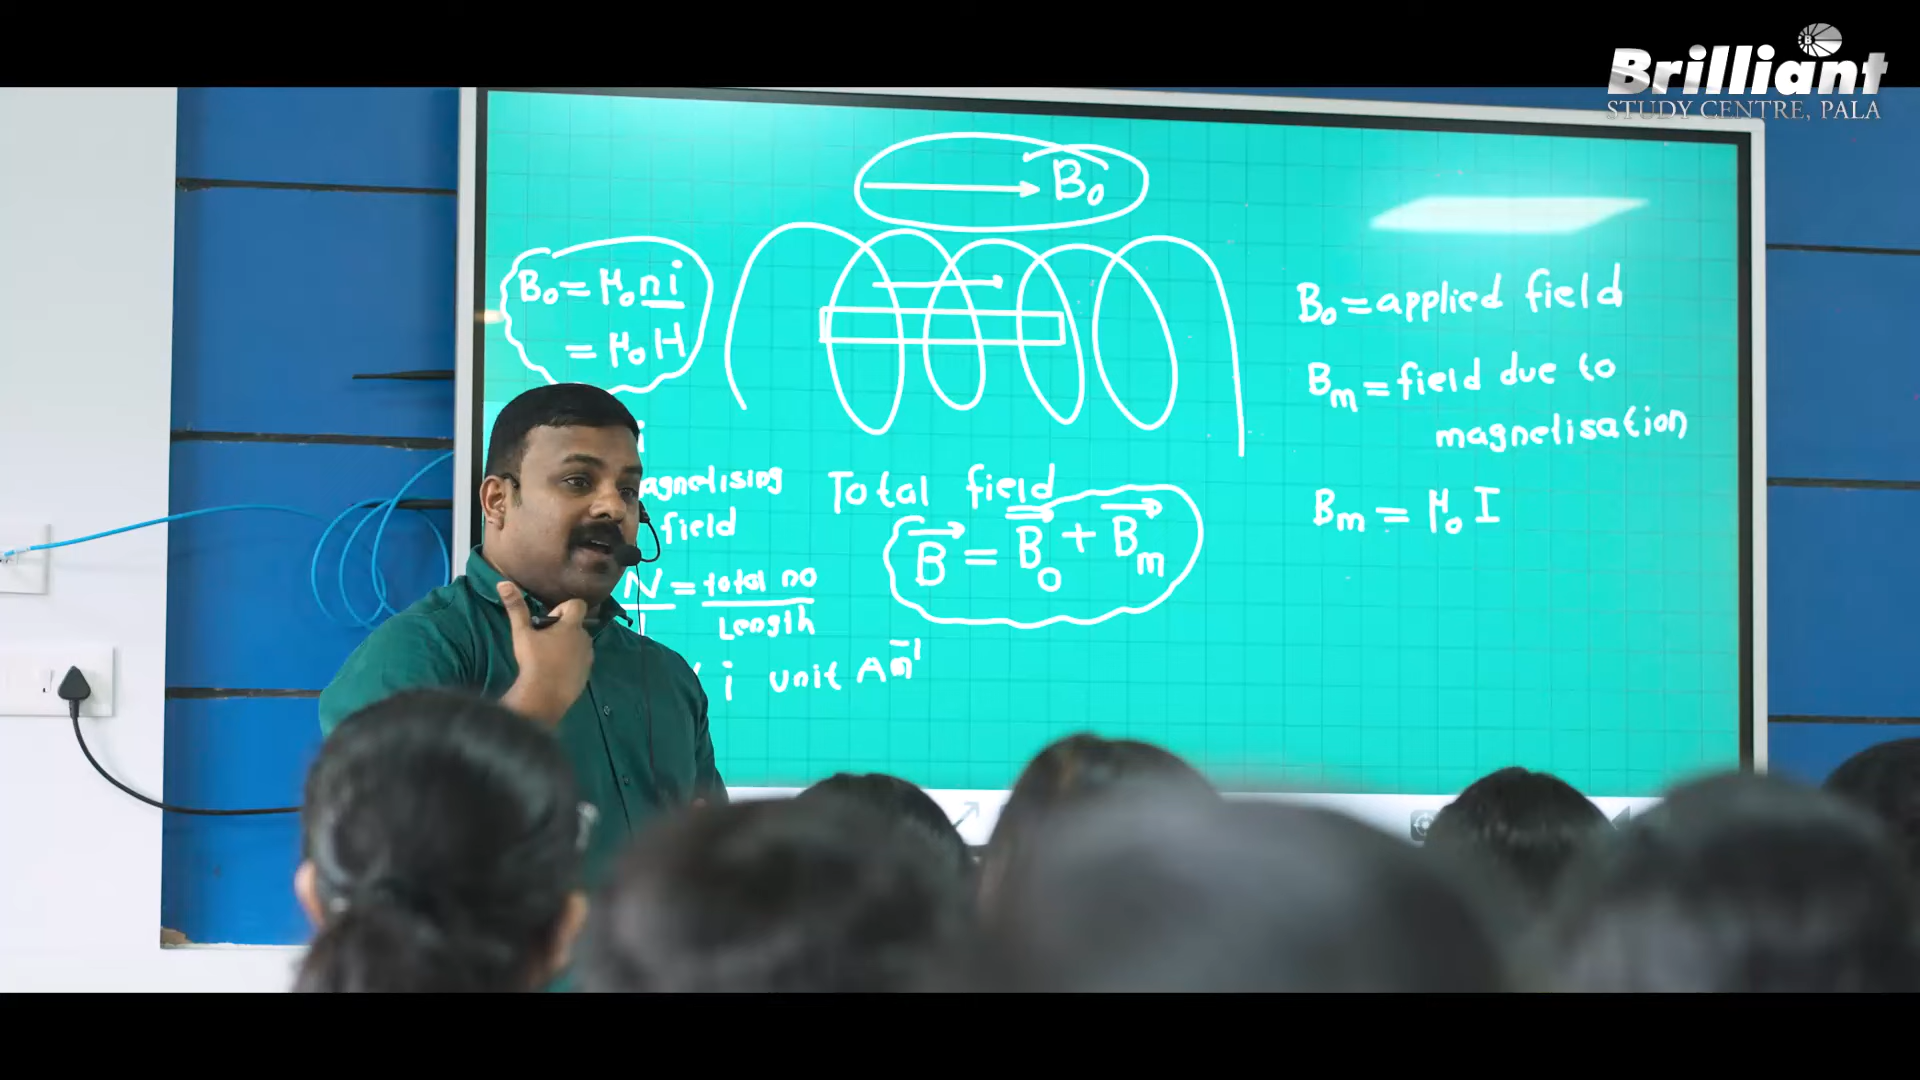 Brilliant
STUDY CENTRE, PALA
B₀
B₀ = μ₀ni
= μ₀H
i
agnetising
field
N = total no
Length
i unit Am⁻¹
Total field
B = B₀ + Bm
B₀ = applied field
Bm = field due to
magnetisation
Bm = μ₀I